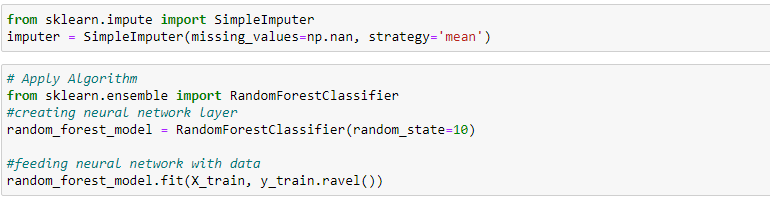 from sklearn.impute import SimpleImputer
imputer = SimpleImputer(missing_values=np.nan, strategy='mean')
# Apply Algorithm
from sklearn.ensemble import RandomForestClassifier
#creating neural network layer
random_forest_model = RandomForestClassifier(random_state=10)
#feeding neural network with data
random_forest_model.fit(X_train, y_train.ravel())